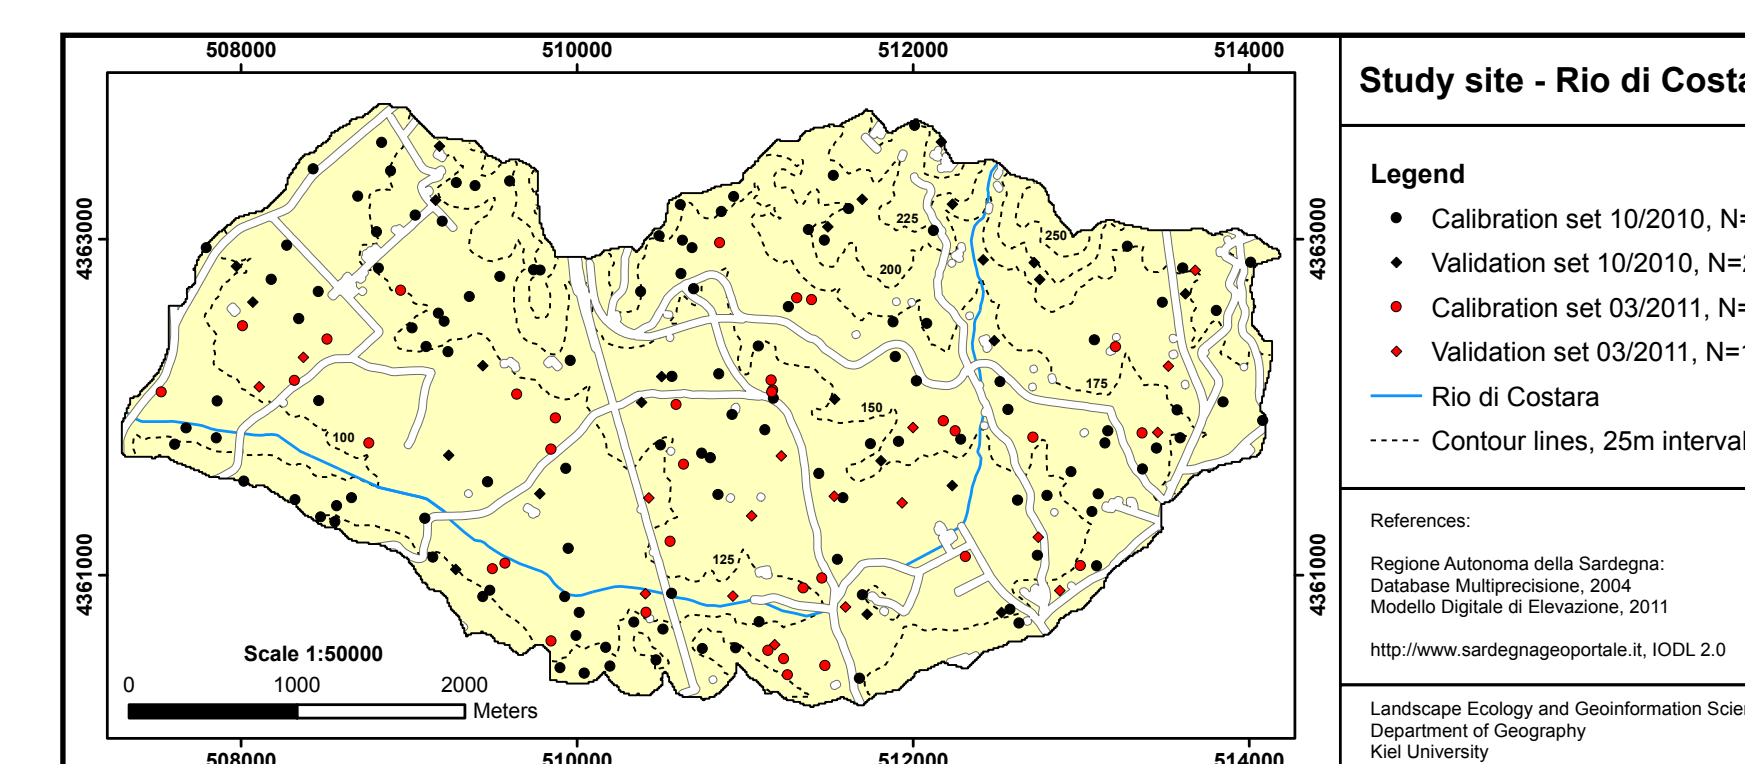 508000 510000 512000 514000
Study site - Rio di Costa
4363000
4363000
4361000
4361000
225
250
200
175
150
100
125
Scale 1:50000
0 1000 2000
Meters
508000 510000 512000 514000
Legend
Calibration set 10/2010, N=
Validation set 10/2010, N=2
Calibration set 03/2011, N=
Validation set 03/2011, N=1
Rio di Costara
Contour lines, 25m interval
References:
Regione Autonoma della Sardegna:
Database Multiprecisione, 2004
Modello Digitale di Elevazione, 2011
http://www.sardegnageoportale.it, IODL 2.0
Landscape Ecology and Geoinformation Scien
Department of Geography
Kiel University